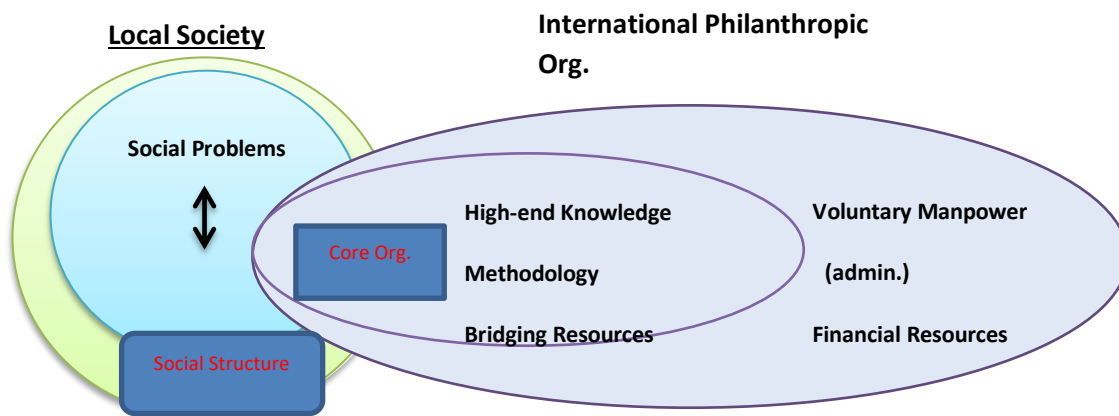 Local Society
International Philanthropic
Org.
Social Problems
High-end Knowledge
Voluntary Manpower
Core Org.
Methodology
(admin.)
Bridging Resources
Financial Resources
Social Structure